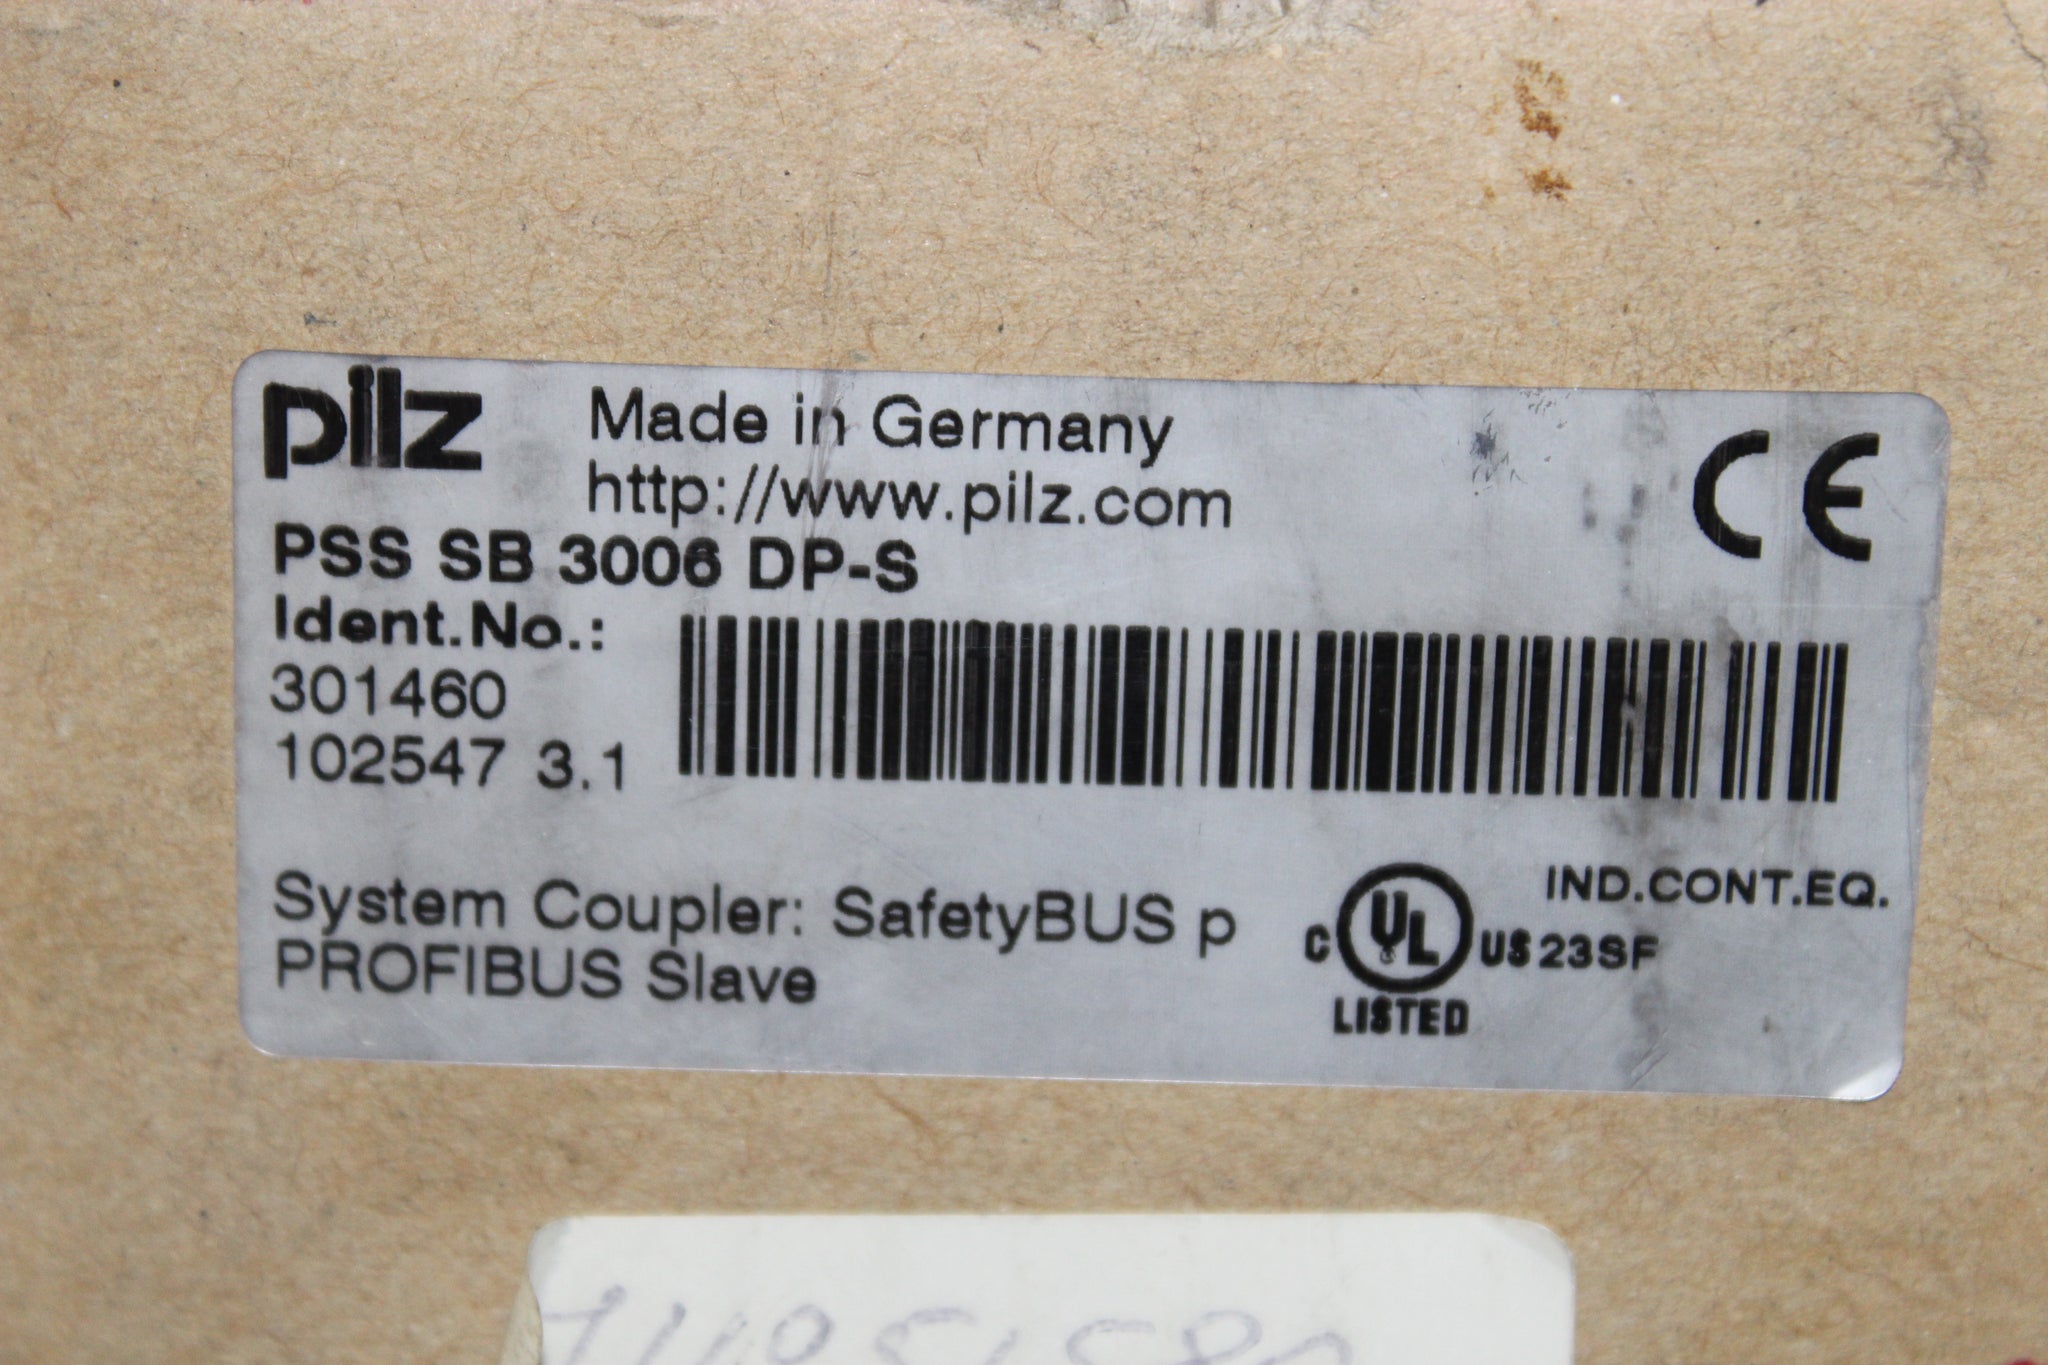 pilz
Made in Germany
http://www.pilz.com
CE
PSS SB 3006 DP-S
Ident.No.:
301460
102547 3.1
System Coupler: SafetyBUS p
PROFIBUS Slave
IND.CONT.EQ.
C UL US 23SF
LISTED